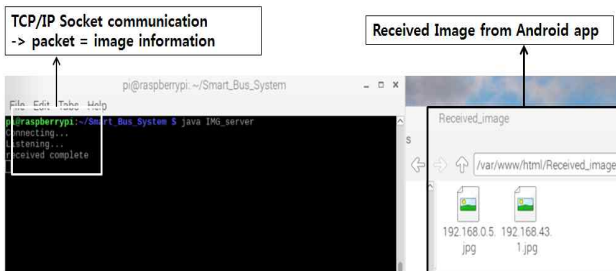 TCP/IP Socket communication
-> packet = image information
Received Image from Android app
pi@raspberrypi: ~/Smart_Bus_System
File Edit Tabs Help
pi@raspberrypi:~/Smart_Bus_System $ java IMG_server
Connecting...
Listening...
received complete
Received_image
s
/var/www/html/Received_image
192.168.0.5.
jpg
192.168.43.
1.jpg